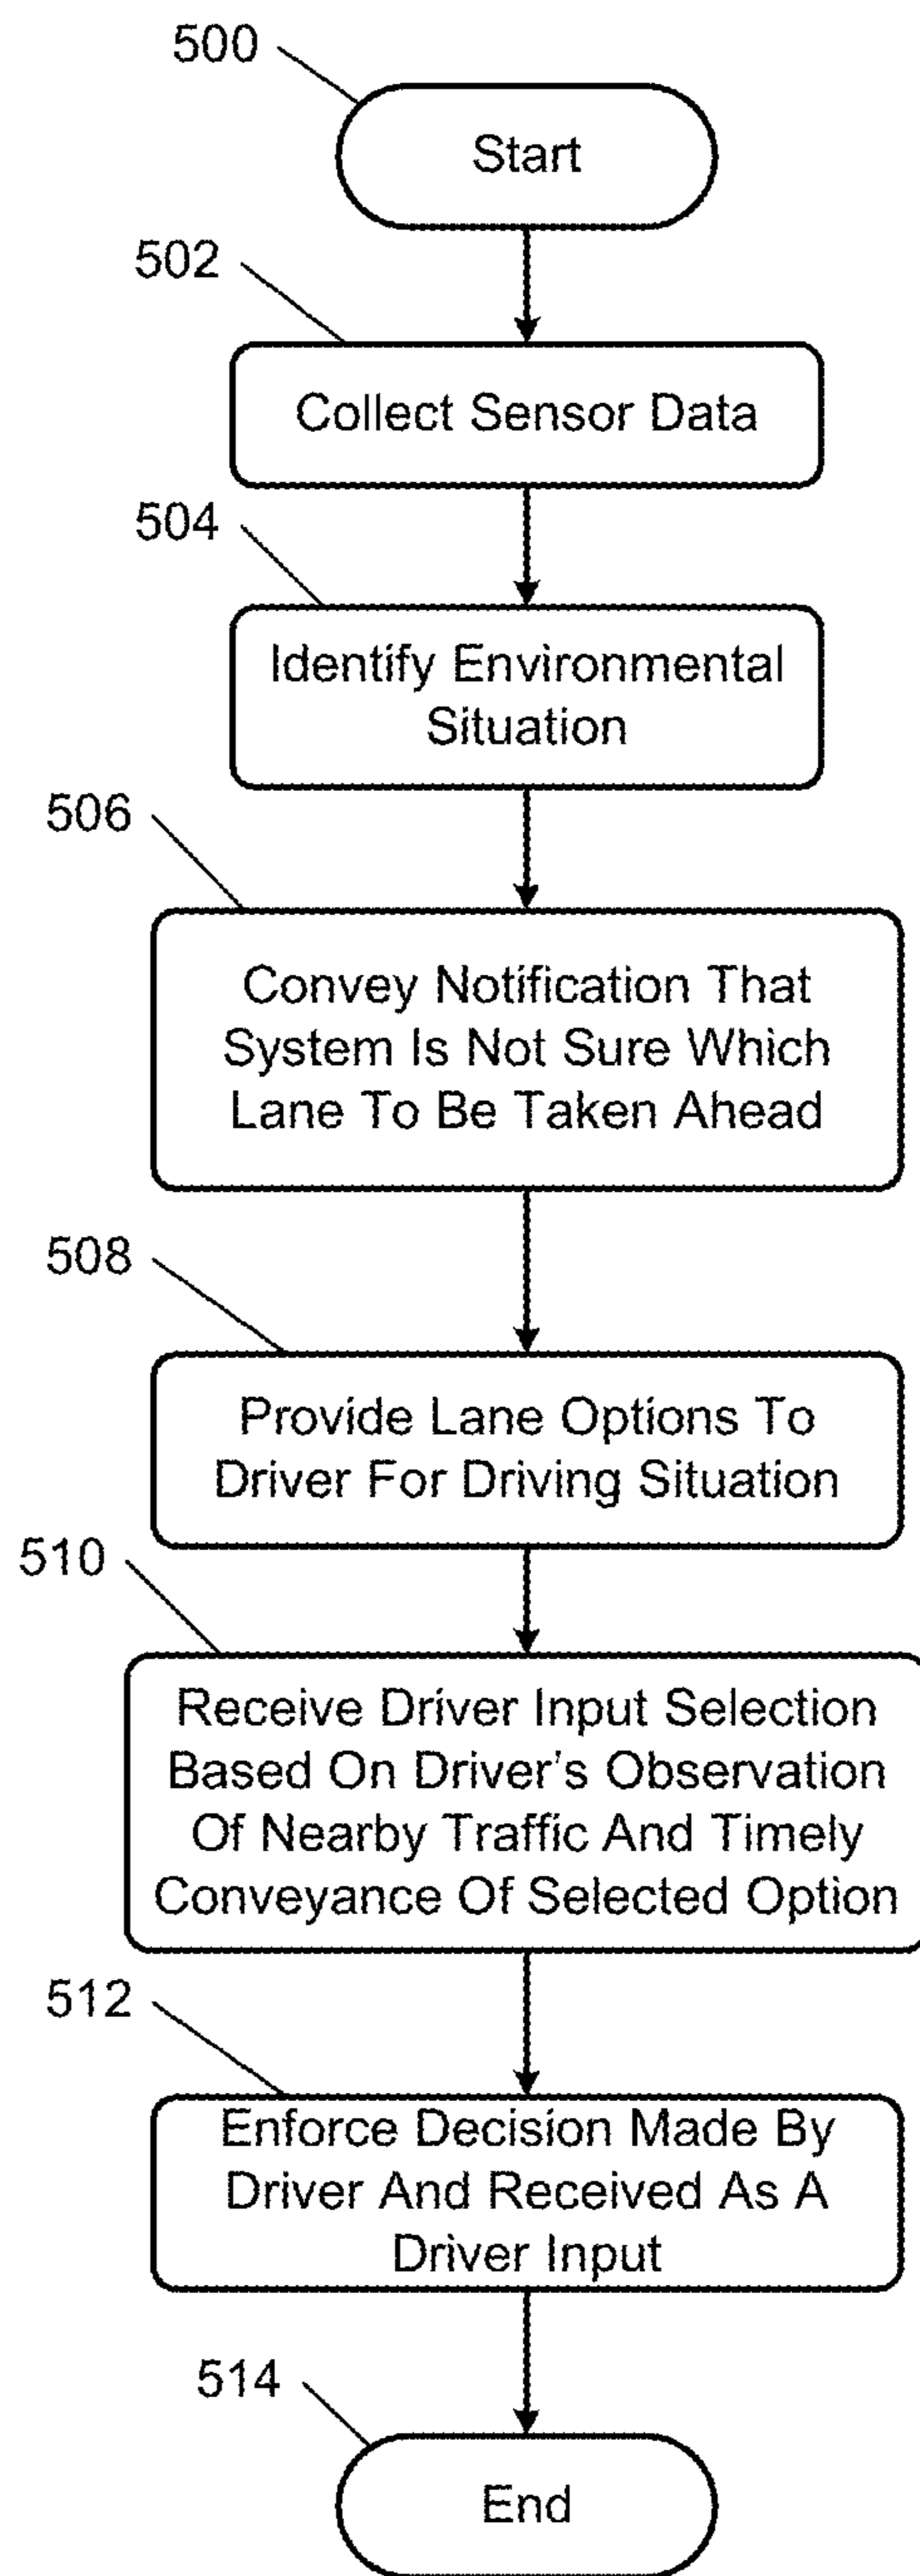 500
Start
502
Collect Sensor Data
504
Identify Environmental
Situation
506
Convey Notification That
System Is Not Sure Which
Lane To Be Taken Ahead
508
Provide Lane Options To
Driver For Driving Situation
510
Receive Driver Input Selection
Based On Driver's Observation
Of Nearby Traffic And Timely
Conveyance Of Selected Option
512
Enforce Decision Made By
Driver And Received As A
Driver Input
514
End